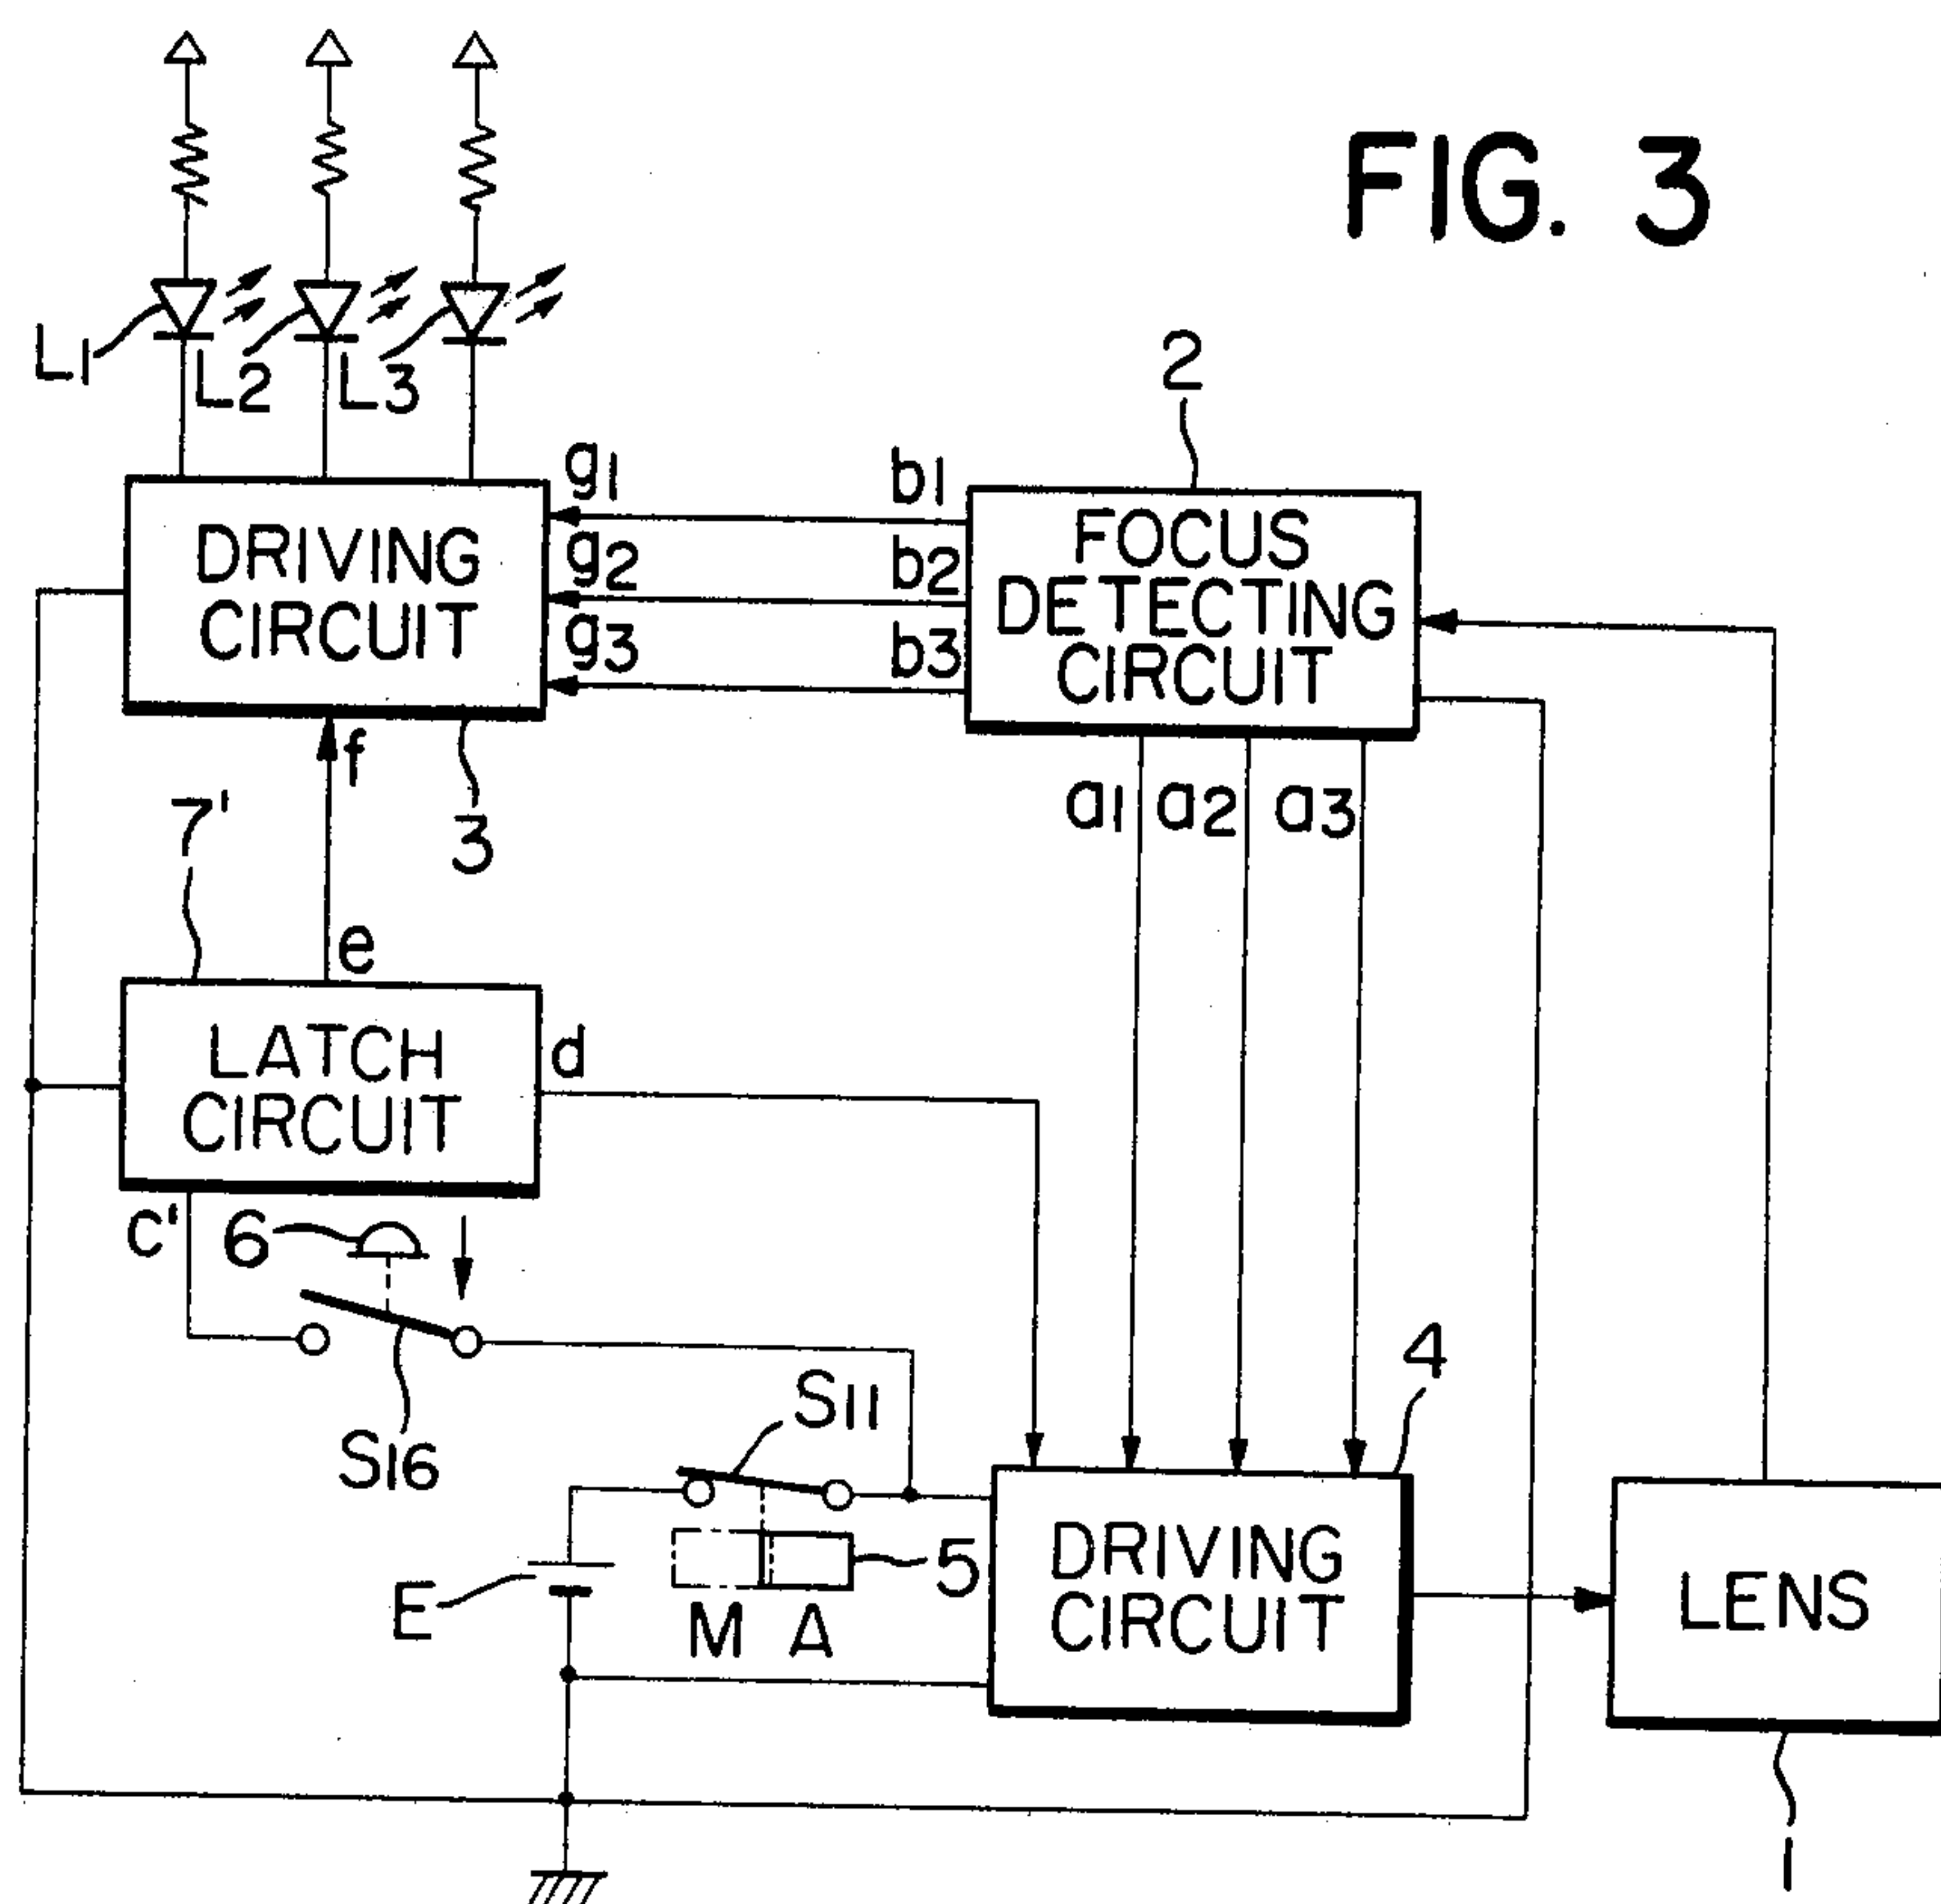 FIG. 3
L1
L2
L3
2
g1
b1
g2
b2
g3
b3
DRIVING
CIRCUIT
FOCUS
DETECTING
CIRCUIT
f
a1
a2
a3
7'
3
e
LATCH
CIRCUIT
d
c'
6
S16
S11
4
E
5
M
A
DRIVING
CIRCUIT
LENS
1